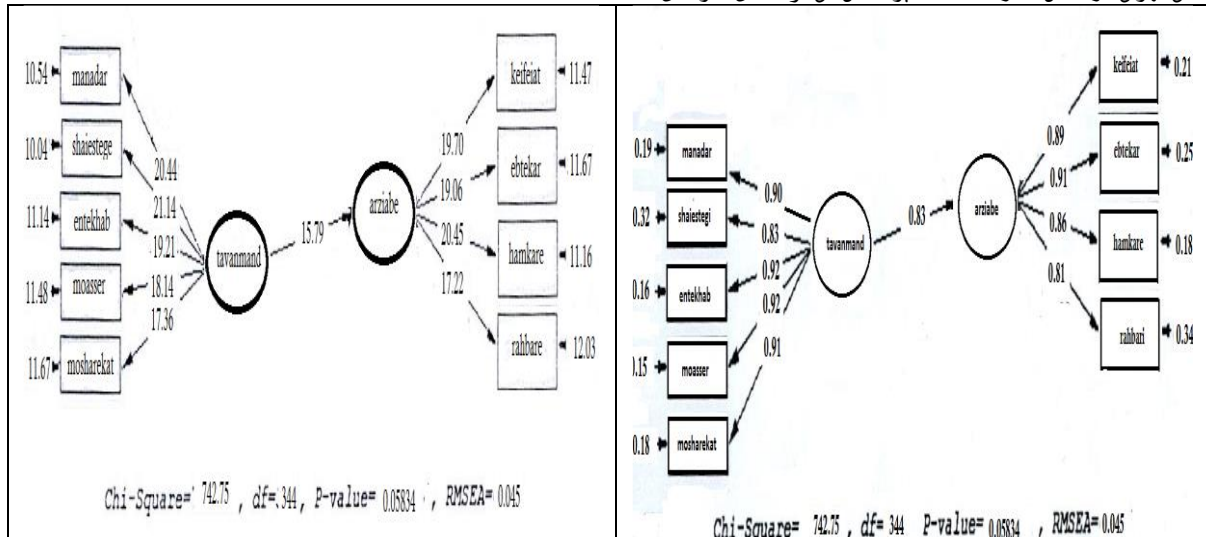 10.54
manadar
10.04
shaiestege
11.14
entekhab
11.48
moasser
11.67
mosharekat
20.44
21.14
19.21
18.14
17.36
tavanmand
15.79
arziabe
19.70
19.06
20.45
17.22
keifeiat
11.47
ebtekar
11.67
hamkare
11.16
rahbare
12.03
Chi-Square= 742.75 , df= 344, P-value= 0.05834 , RMSEA= 0.045
0.19
manadar
0.32
shaiestegi
0.16
entekhab
0.15
moasser
0.18
mosharekat
0.90
0.83
0.92
0.92
0.91
tavanmand
0.83
arziabe
0.89
0.91
0.86
0.81
keifeiat
0.21
ebtekar
0.25
hamkare
0.18
rahbari
0.34
Chi-Square= 742.75 , df= 344 P-value= 0.05834 , RMSEA= 0.045